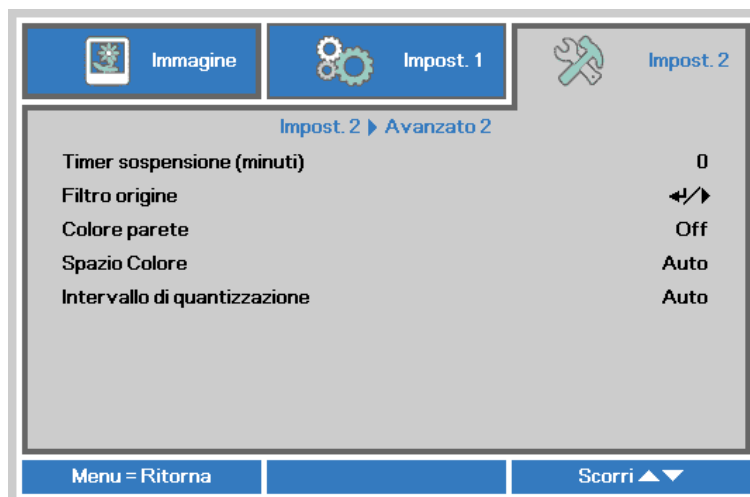 Immagine
Impost. 1
Impost. 2
Impost. 2 ▶ Avanzato 2
Timer sospensione (minuti) 0
Filtro origine ↵/▶
Colore parete Off
Spazio Colore Auto
Intervallo di quantizzazione Auto
Menu = Ritorna
Scorri ▲▼